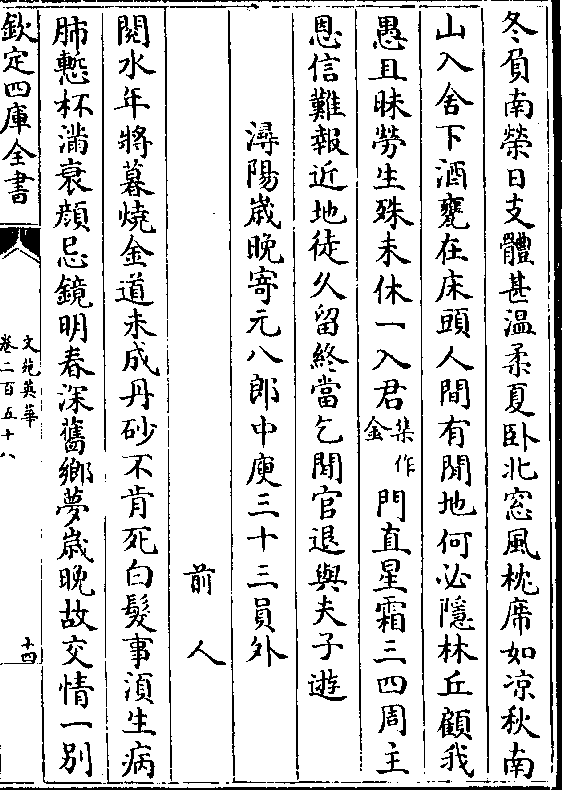 冬負南榮日支體甚温柔夏卧北窓風枕席如凉秋南
山入舍下酒甕在床頭人間有閒地何必隱林丘顧我
愚且昧勞生殊未休一入君集作金門直星霜三四周主
恩信難報近地徒久留終當乞閒官退與夫子遊
潯陽歲晚寄元八郎中庾三十三員外
前人
閱水年將暮燒金道未成丹砂不肯死白髮事湏生病
肺慙杯滿衰顔忌鏡明春深舊鄉夢歲晚故交情一别
欽定四庫全書
文苑英華
卷二百五十八
十四